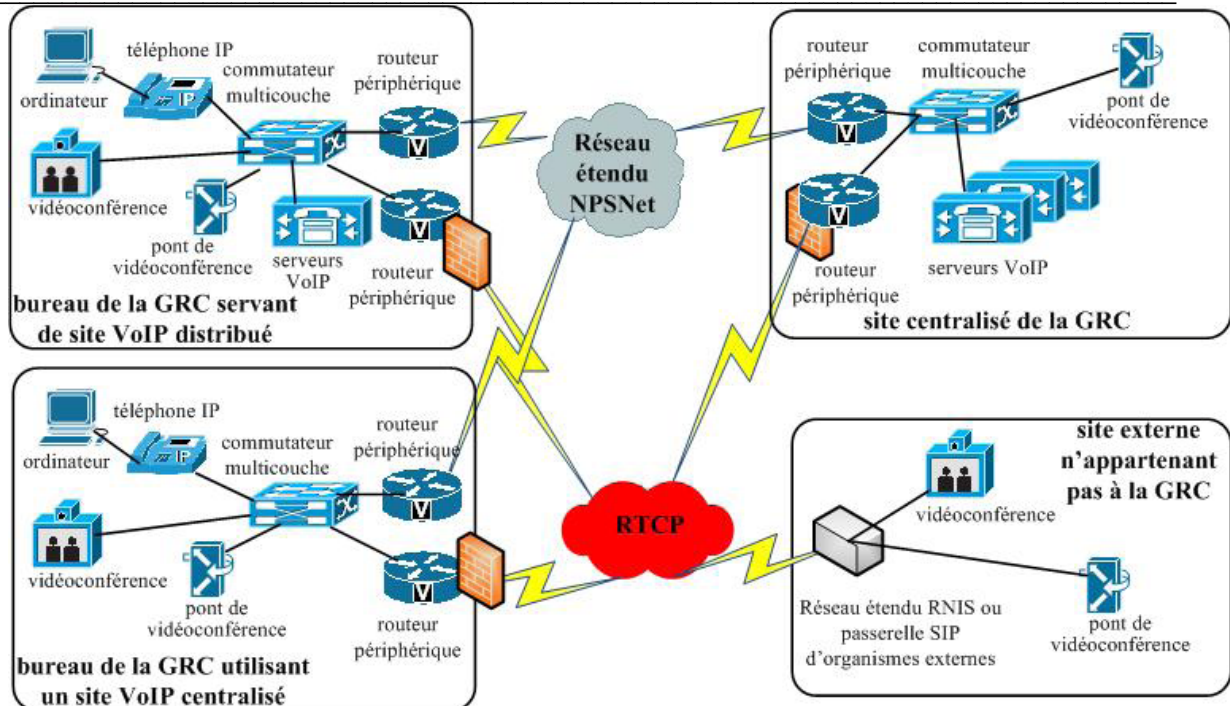 téléphone IP
ordinateur
IP
commutateur
multicouche
routeur
périphérique
V
vidéoconférence
pont de
vidéoconférence
serveurs
VoIP
V
routeur
périphérique
bureau de la GRC servant
de site VoIP distribué
Réseau
étendu
NPSNet
routeur
périphérique
V
commutateur
multicouche
pont de
vidéoconférence
V
routeur
périphérique
serveurs VoIP
site centralisé de la GRC
téléphone IP
ordinateur
IP
commutateur
multicouche
routeur
périphérique
V
vidéoconférence
pont de
vidéoconférence
V
routeur
périphérique
bureau de la GRC utilisant
un site VoIP centralisé
RTCP
site externe
n’appartenant
pas à la GRC
vidéoconférence
Réseau étendu RNIS ou
passerelle SIP
d’organismes externes
pont de
vidéoconférence